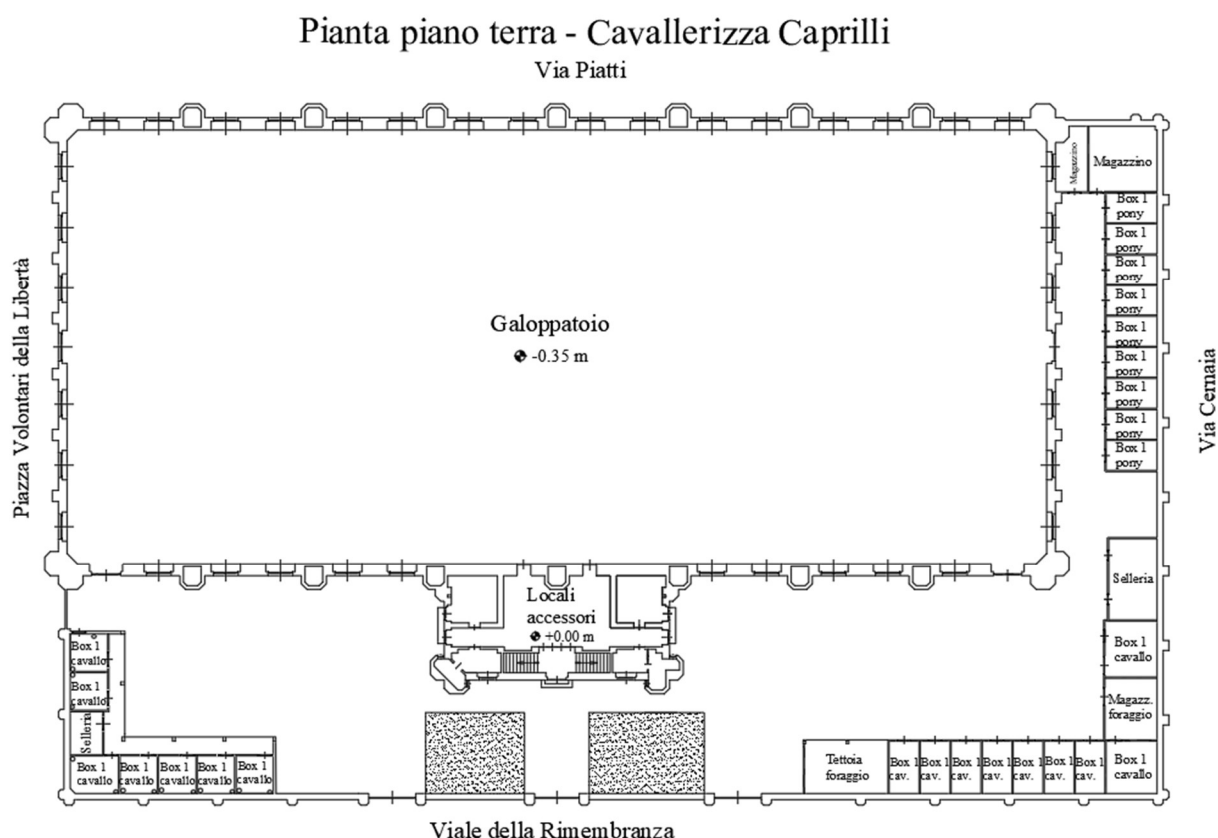 Pianta piano terra - Cavallerizza Caprilli
Via Piatti
Piazza Volontari della Libertà
Via Cernaia
Magazzino
Magazzino
Box 1
pony
Box 1
pony
Box 1
pony
Box 1
pony
Box 1
pony
Box 1
pony
Box 1
pony
Box 1
pony
Box 1
pony
Galoppatoio
-0.35 m
Locali
accessori
+0.00 m
Selleria
Box 1
cavallo
Magazz.
foraggio
Box 1
cavallo
Box 1
cavallo
Selleria
Box 1
cavallo
Box 1
cavallo
Box 1
cavallo
Box 1
cavallo
Box 1
cavallo
Tettoia
foraggio
Box 1
cav.
Box 1
cav.
Box 1
cav.
Box 1
cav.
Box 1
cav.
Box 1
cav.
Box 1
cav.
Box 1
cavallo
Viale della Rimembranza